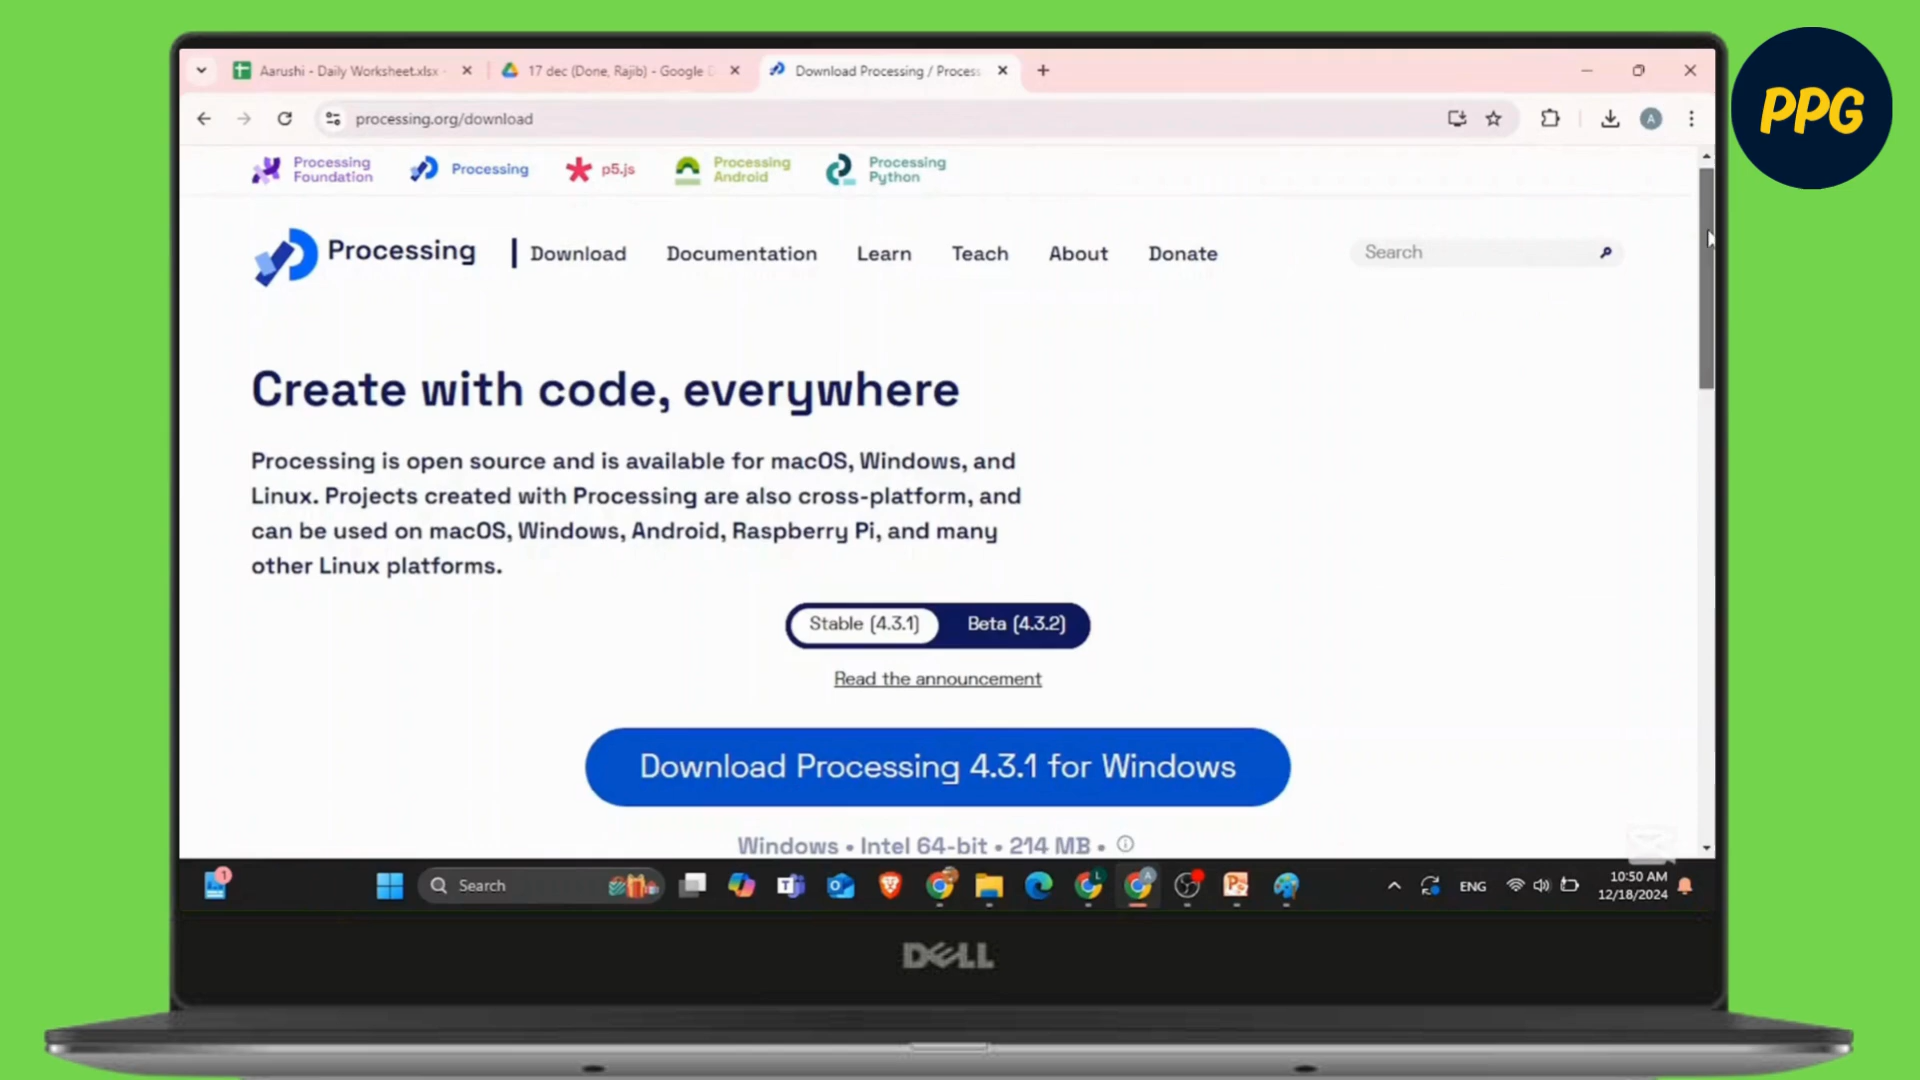 PPG
Aarushi - Daily Worksheet.xlsx
17 dec (Done, Rajib) - Google D
Download Processing / Process
processing.org/download
Processing Foundation
Processing
p5.js
Processing Android
Processing Python
Processing
Download
Documentation
Learn
Teach
About
Donate
Search
Create with code, everywhere
Processing is open source and is available for macOS, Windows, and
Linux. Projects created with Processing are also cross-platform, and
can be used on macOS, Windows, Android, Raspberry Pi, and many
other Linux platforms.
Stable (4.3.1)
Beta (4.3.2)
Read the announcement
Download Processing 4.3.1 for Windows
Windows • Intel 64-bit • 214 MB •
1
Search
ENG
10:50 AM
12/18/2024
DELL